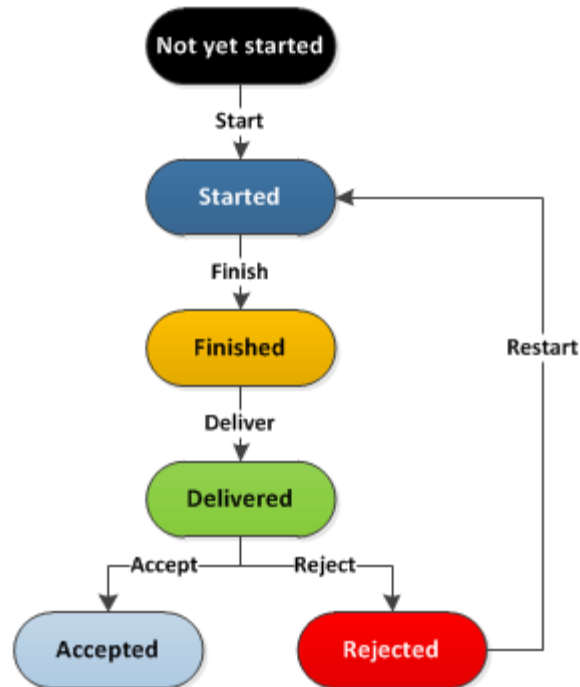 Not yet started
Start
Started
Finish
Finished
Restart
Deliver
Delivered
Accept
Reject
Accepted
Rejected